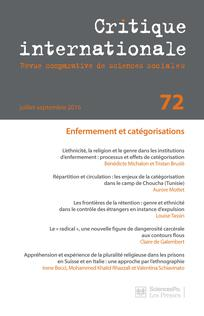 Critique
internationale
Revue comparative de sciences sociales
juillet-septembre 2016
72
Enfermement et catégorisations
L'ethnicité, la religion et le genre dans les institutions
d'enfermement : processus et effets de catégorisation
Bénédicte Michalon et Tristan Bruslé
Répartition et circulation : les enjeux de la catégorisation
dans le camp de Choucha (Tunisie)
Aurore Mottet
Les frontières de la rétention : genre et ethnicité
dans le contrôle des étrangers en instance d'expulsion
Louise Tassin
Le « radical », une nouvelle figure de dangerosité carcérale
aux contours flous
Claire de Galembert
Appréhension et expérience de la pluralité religieuse dans les prisons
en Suisse et en Italie : une approche par l'ethnographie
Irene Becci, Mohammed Khalid Rhazzali et Valentina Schiavinato
SciencesPo.
Les Presses